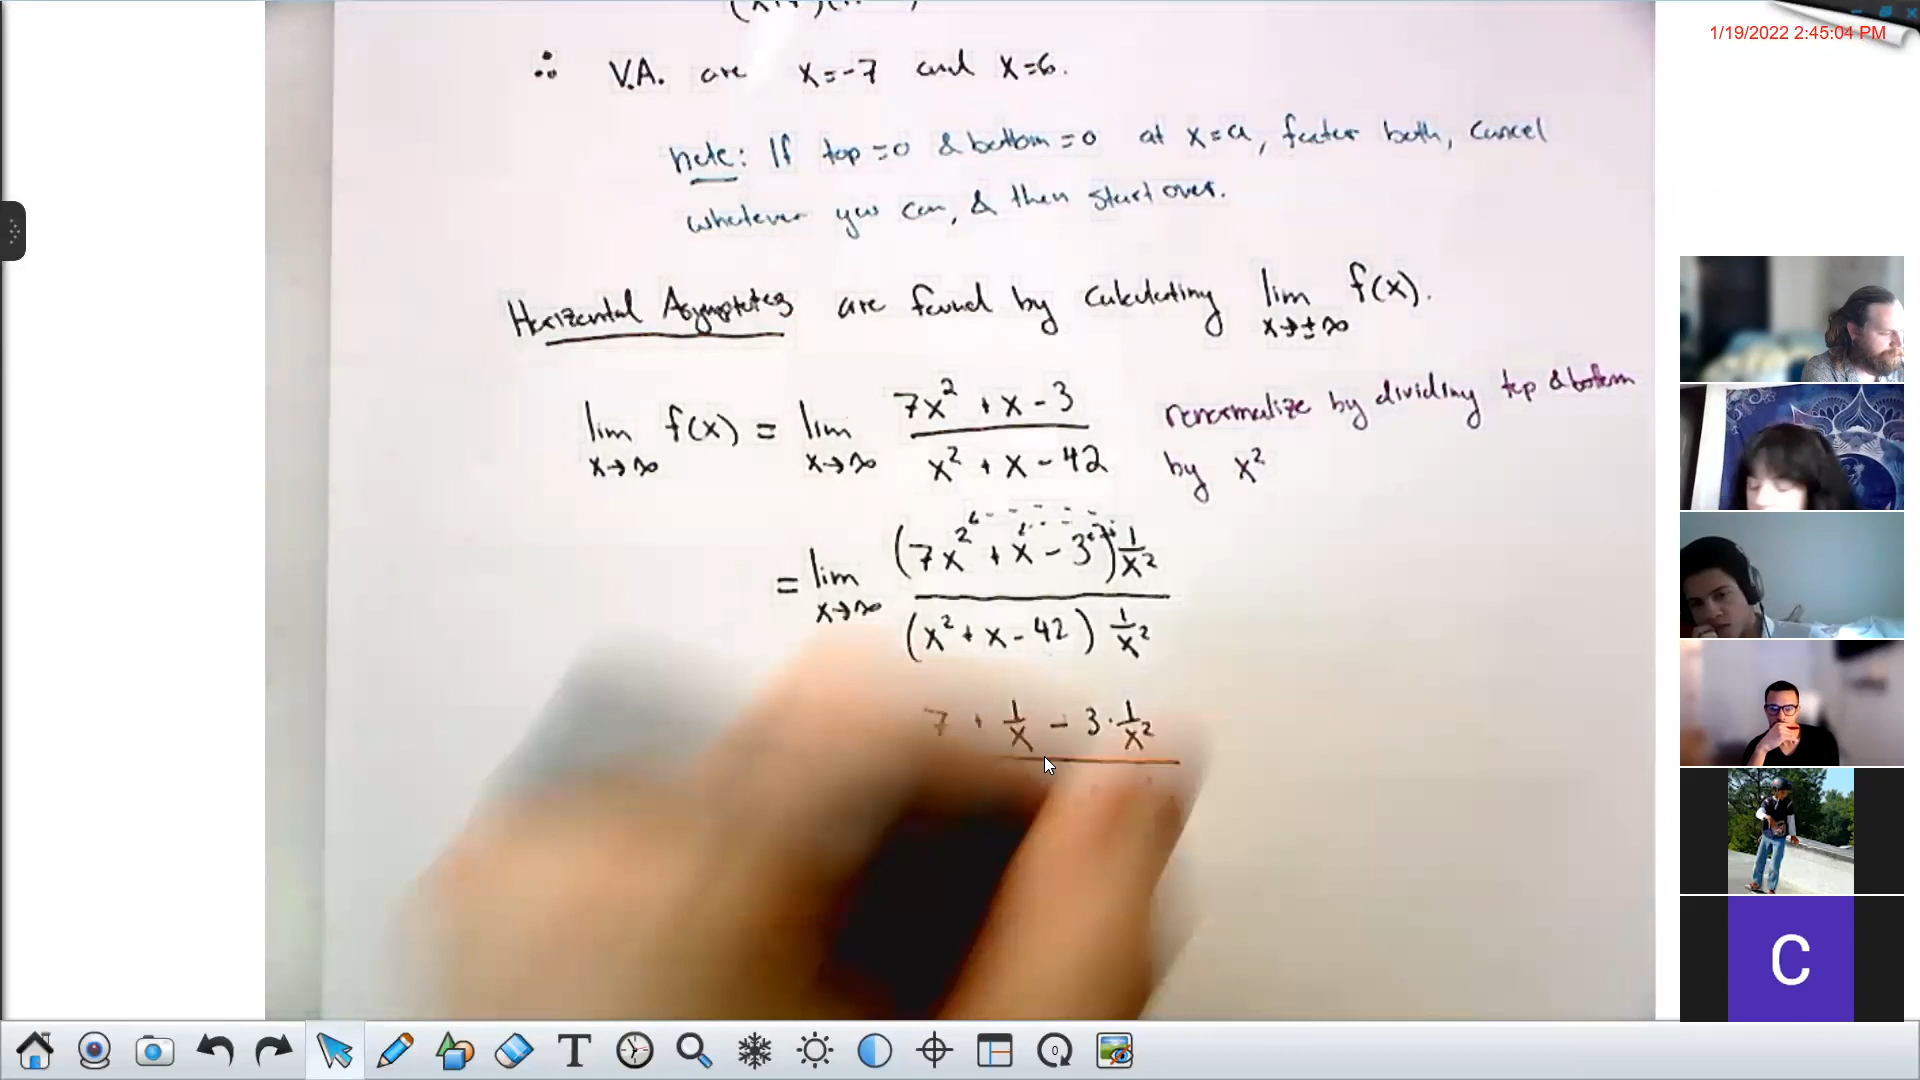 1/19/2022 2:45:04 PM
∴ V.A. are x=-7 and x=6.
note: If top=0 & bottom=0 at x=a, factor both, cancel
whatever you can, & then start over.
Horizontal Asymptotes are found by calculating lim f(x).
x→±∞
lim f(x) = lim (7x² + x - 3)/(x² + x - 42) renormalize by dividing top & bottom
x→∞ x→∞ by x²
= lim ((7x² + x - 3) 1/x²)/((x² + x - 42) 1/x²)
x→∞
7 + 1/x - 3·1/x²
0
C